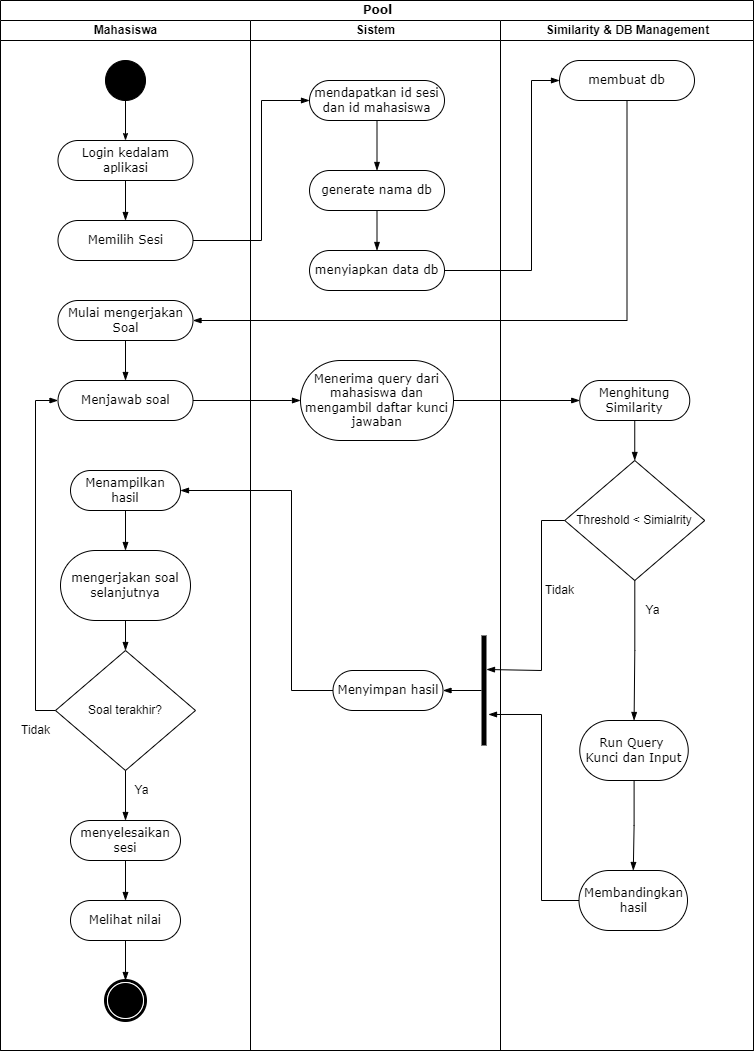 Pool
Mahasiswa
Sistem
Similarity & DB Management
Login kedalam
aplikasi
Memilih Sesi
mendapatkan id sesi
dan id mahasiswa
generate nama db
menyiapkan data db
membuat db
Mulai mengerjakan
Soal
Menjawab soal
Menerima query dari
mahasiswa dan
mengambil daftar kunci
jawaban
Menghitung
Similarity
Threshold < Simialrity
Tidak
Ya
Run Query
Kunci dan Input
Membandingkan
hasil
Menyimpan hasil
Menampilkan
hasil
mengerjakan soal
selanjutnya
Soal terakhir?
Tidak
Ya
menyelesaikan
sesi
Melihat nilai